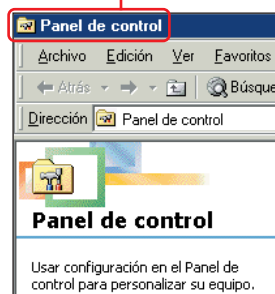 Panel de control
Archivo Edición Ver Favoritos
Atrás Búsque
Dirección Panel de control
Panel de control
Usar configuración en el Panel de
control para personalizar su equipo.